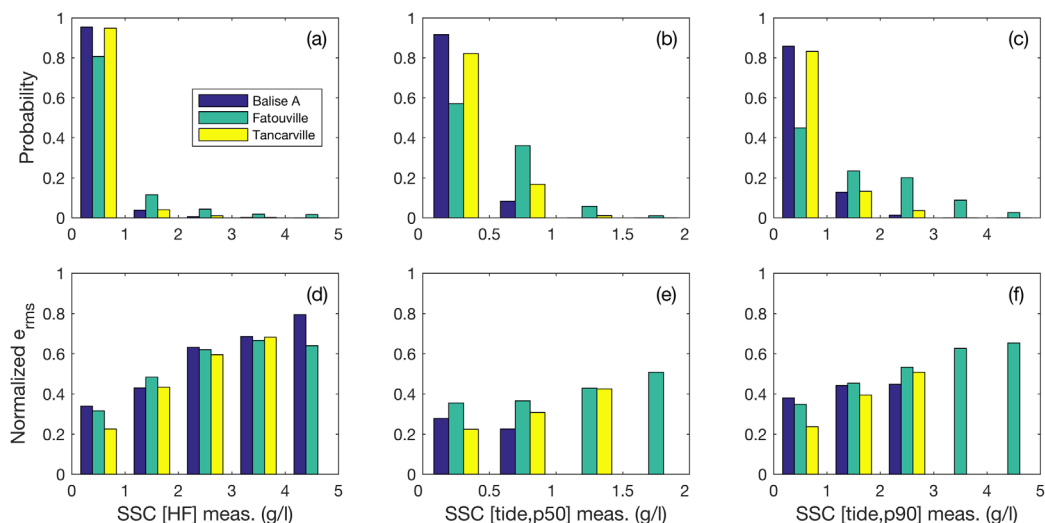 (a)
(b)
(c)
Probability
1
0.8
0.6
0.4
0.2
0
0 1 2 3 4 5
Balise A
Fatouville
Tancarville
1
0.8
0.6
0.4
0.2
0
0 0.5 1 1.5 2
1
0.8
0.6
0.4
0.2
0
0 1 2 3 4
(d)
(e)
(f)
Normalized e_rms
1
0.8
0.6
0.4
0.2
0
0 1 2 3 4 5
SSC [HF] meas. (g/l)
1
0.8
0.6
0.4
0.2
0
0 0.5 1 1.5 2
SSC [tide,p50] meas. (g/l)
1
0.8
0.6
0.4
0.2
0
0 1 2 3 4 5
SSC [tide,p90] meas. (g/l)